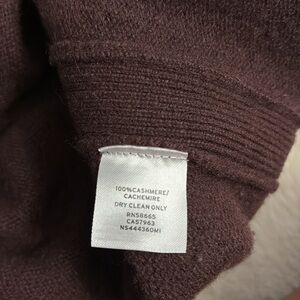 100%CASHMERE/
CACHEMIRE
DRY CLEAN ONLY
RN58665
CA57963
NS444360MI